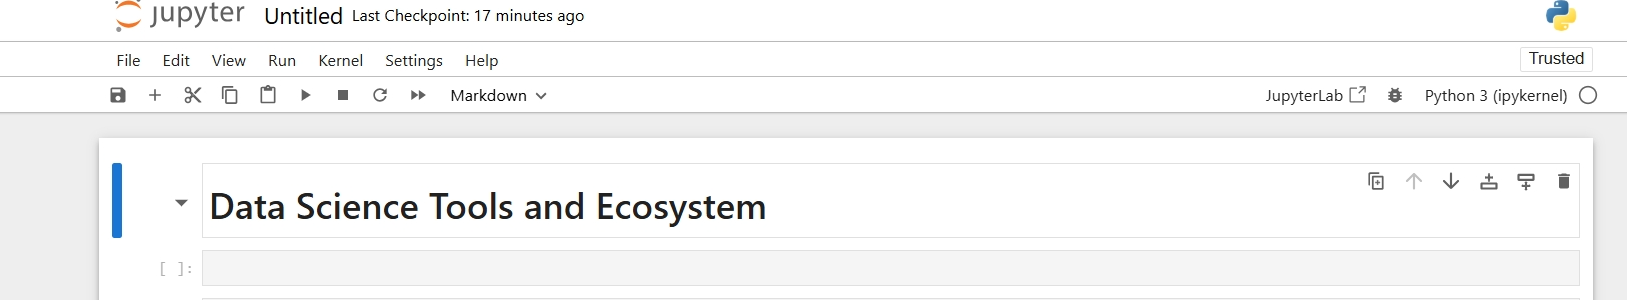 jupyter Untitled Last Checkpoint: 17 minutes ago
File Edit View Run Kernel Settings Help Trusted
Markdown JupyterLab Python 3 (ipykernel)
Data Science Tools and Ecosystem
[ ]: